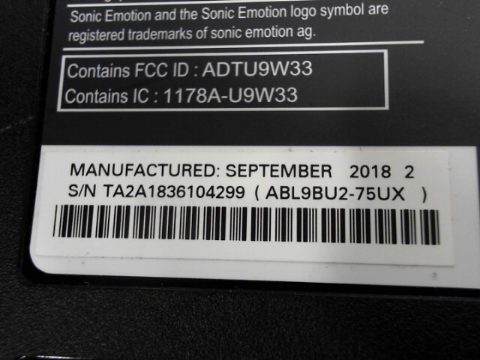 Sonic Emotion and the Sonic Emotion logo symbol are
registered trademarks of sonic emotion ag.
Contains FCC ID : ADTU9W33
Contains IC : 1178A-U9W33
MANUFACTURED: SEPTEMBER 2018 2
S/N TA2A1836104299 ( ABL9BU2-75UX )